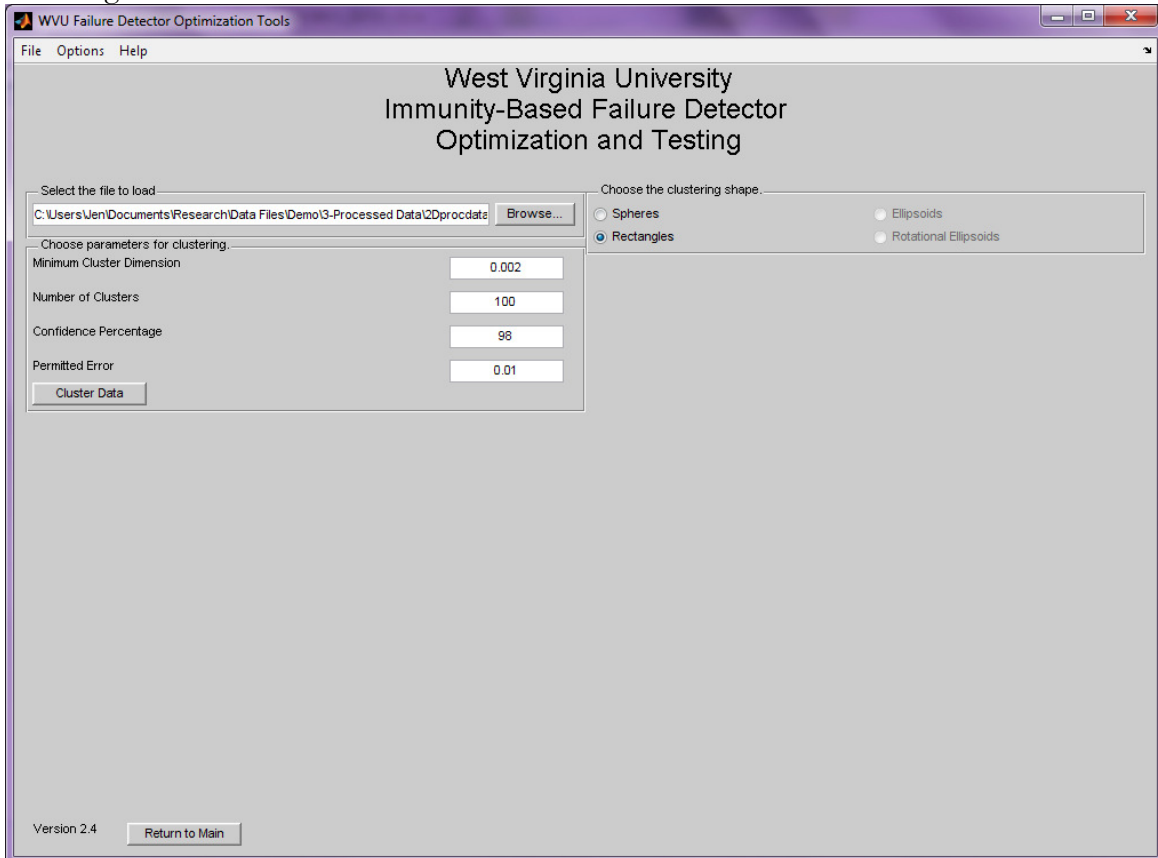 WVU Failure Detector Optimization Tools
File Options Help
West Virginia University
Immunity-Based Failure Detector
Optimization and Testing
Select the file to load
C:\Users\Jen\Documents\Research\Data Files\Demo\3-Processed Data\2Dprocdata Browse...
Choose the clustering shape.
Spheres Ellipsoids
Rectangles Rotational Ellipsoids
Choose parameters for clustering.
Minimum Cluster Dimension 0.002
Number of Clusters 100
Confidence Percentage 98
Permitted Error 0.01
Cluster Data
Version 2.4 Return to Main